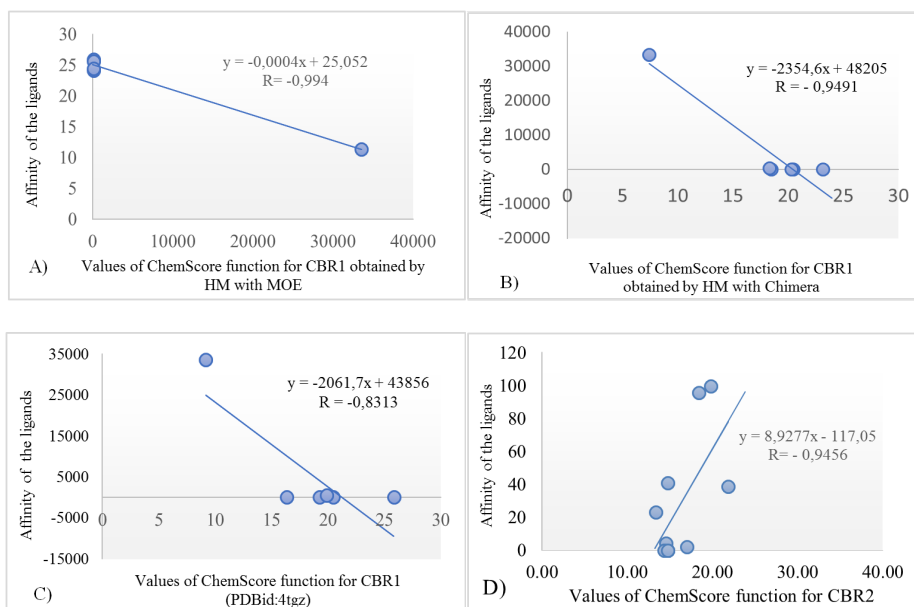 30
25
20
15
10
5
0
Affinity of the ligands
y = -0,0004x + 25,052
R= -0,994
0 10000 20000 30000 40000
A)
Values of ChemScore function for CBR1 obtained by
HM with MOE
40000
30000
20000
10000
0
-10000
-20000
Affinity of the ligands
y = -2354,6x + 48205
R = - 0,9491
0 5 10 15 20 25 30
B)
Values of ChemScore function for CBR1
obtained by HM with Chimera
35000
25000
15000
5000
-5000
-15000
Affinity of the ligands
y = -2061,7x + 43856
R = -0,8313
0 5 10 15 20 25 30
C)
Values of ChemScore function for CBR1
(PDBid:4tgz)
120
100
80
60
40
20
0
Affinity of the ligands
y = 8,9277x - 117,05
R= - 0,9456
0.00 10.00 20.00 30.00 40.00
D)
Values of ChemScore function for CBR2